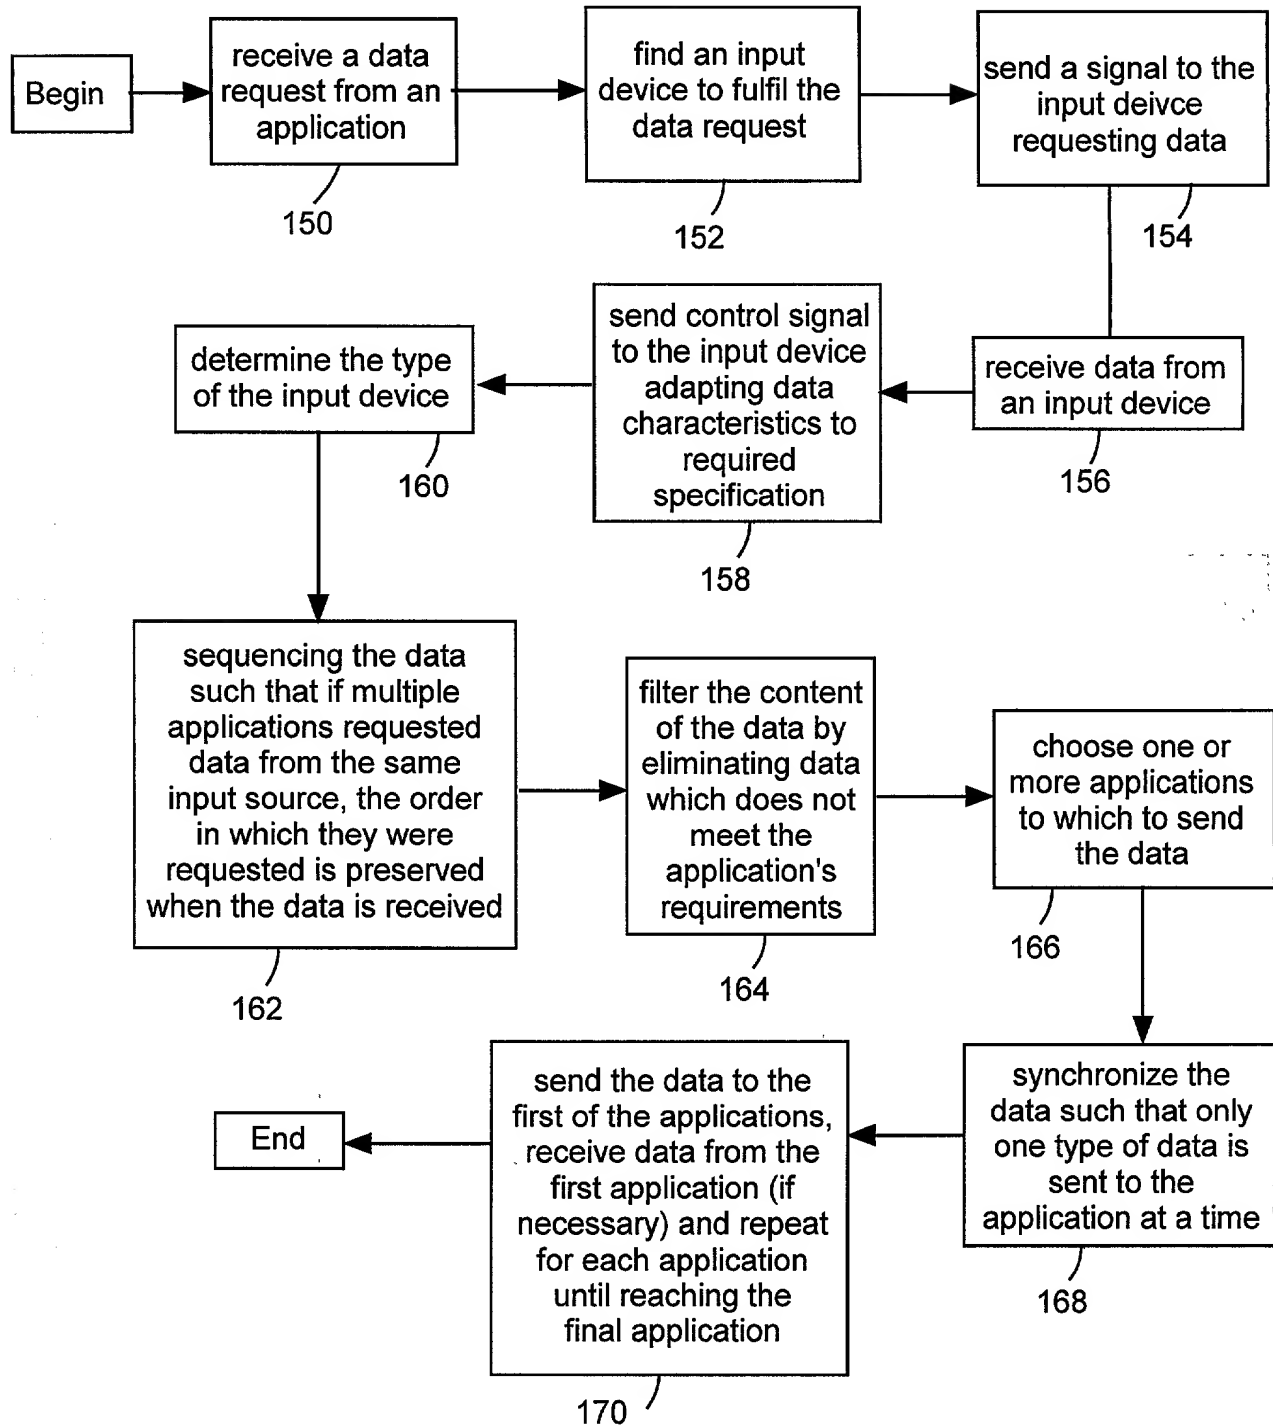 Begin
receive a data
request from an
application
150
find an input
device to fulfil the
data request
152
send a signal to the
input deivce
requesting data
154
receive data from
an input device
156
send control signal
to the input device
adapting data
characteristics to
required
specification
158
determine the type
of the input device
160
sequencing the data
such that if multiple
applications requested
data from the same
input source, the order
in which they were
requested is preserved
when the data is received
162
filter the content
of the data by
eliminating data
which does not
meet the
application's
requirements
164
choose one or
more applications
to which to send
the data
166
synchronize the
data such that only
one type of data is
sent to the
application at a time
168
send the data to the
first of the applications,
receive data from the
first application (if
necessary) and repeat
for each application
until reaching the
final application
170
End